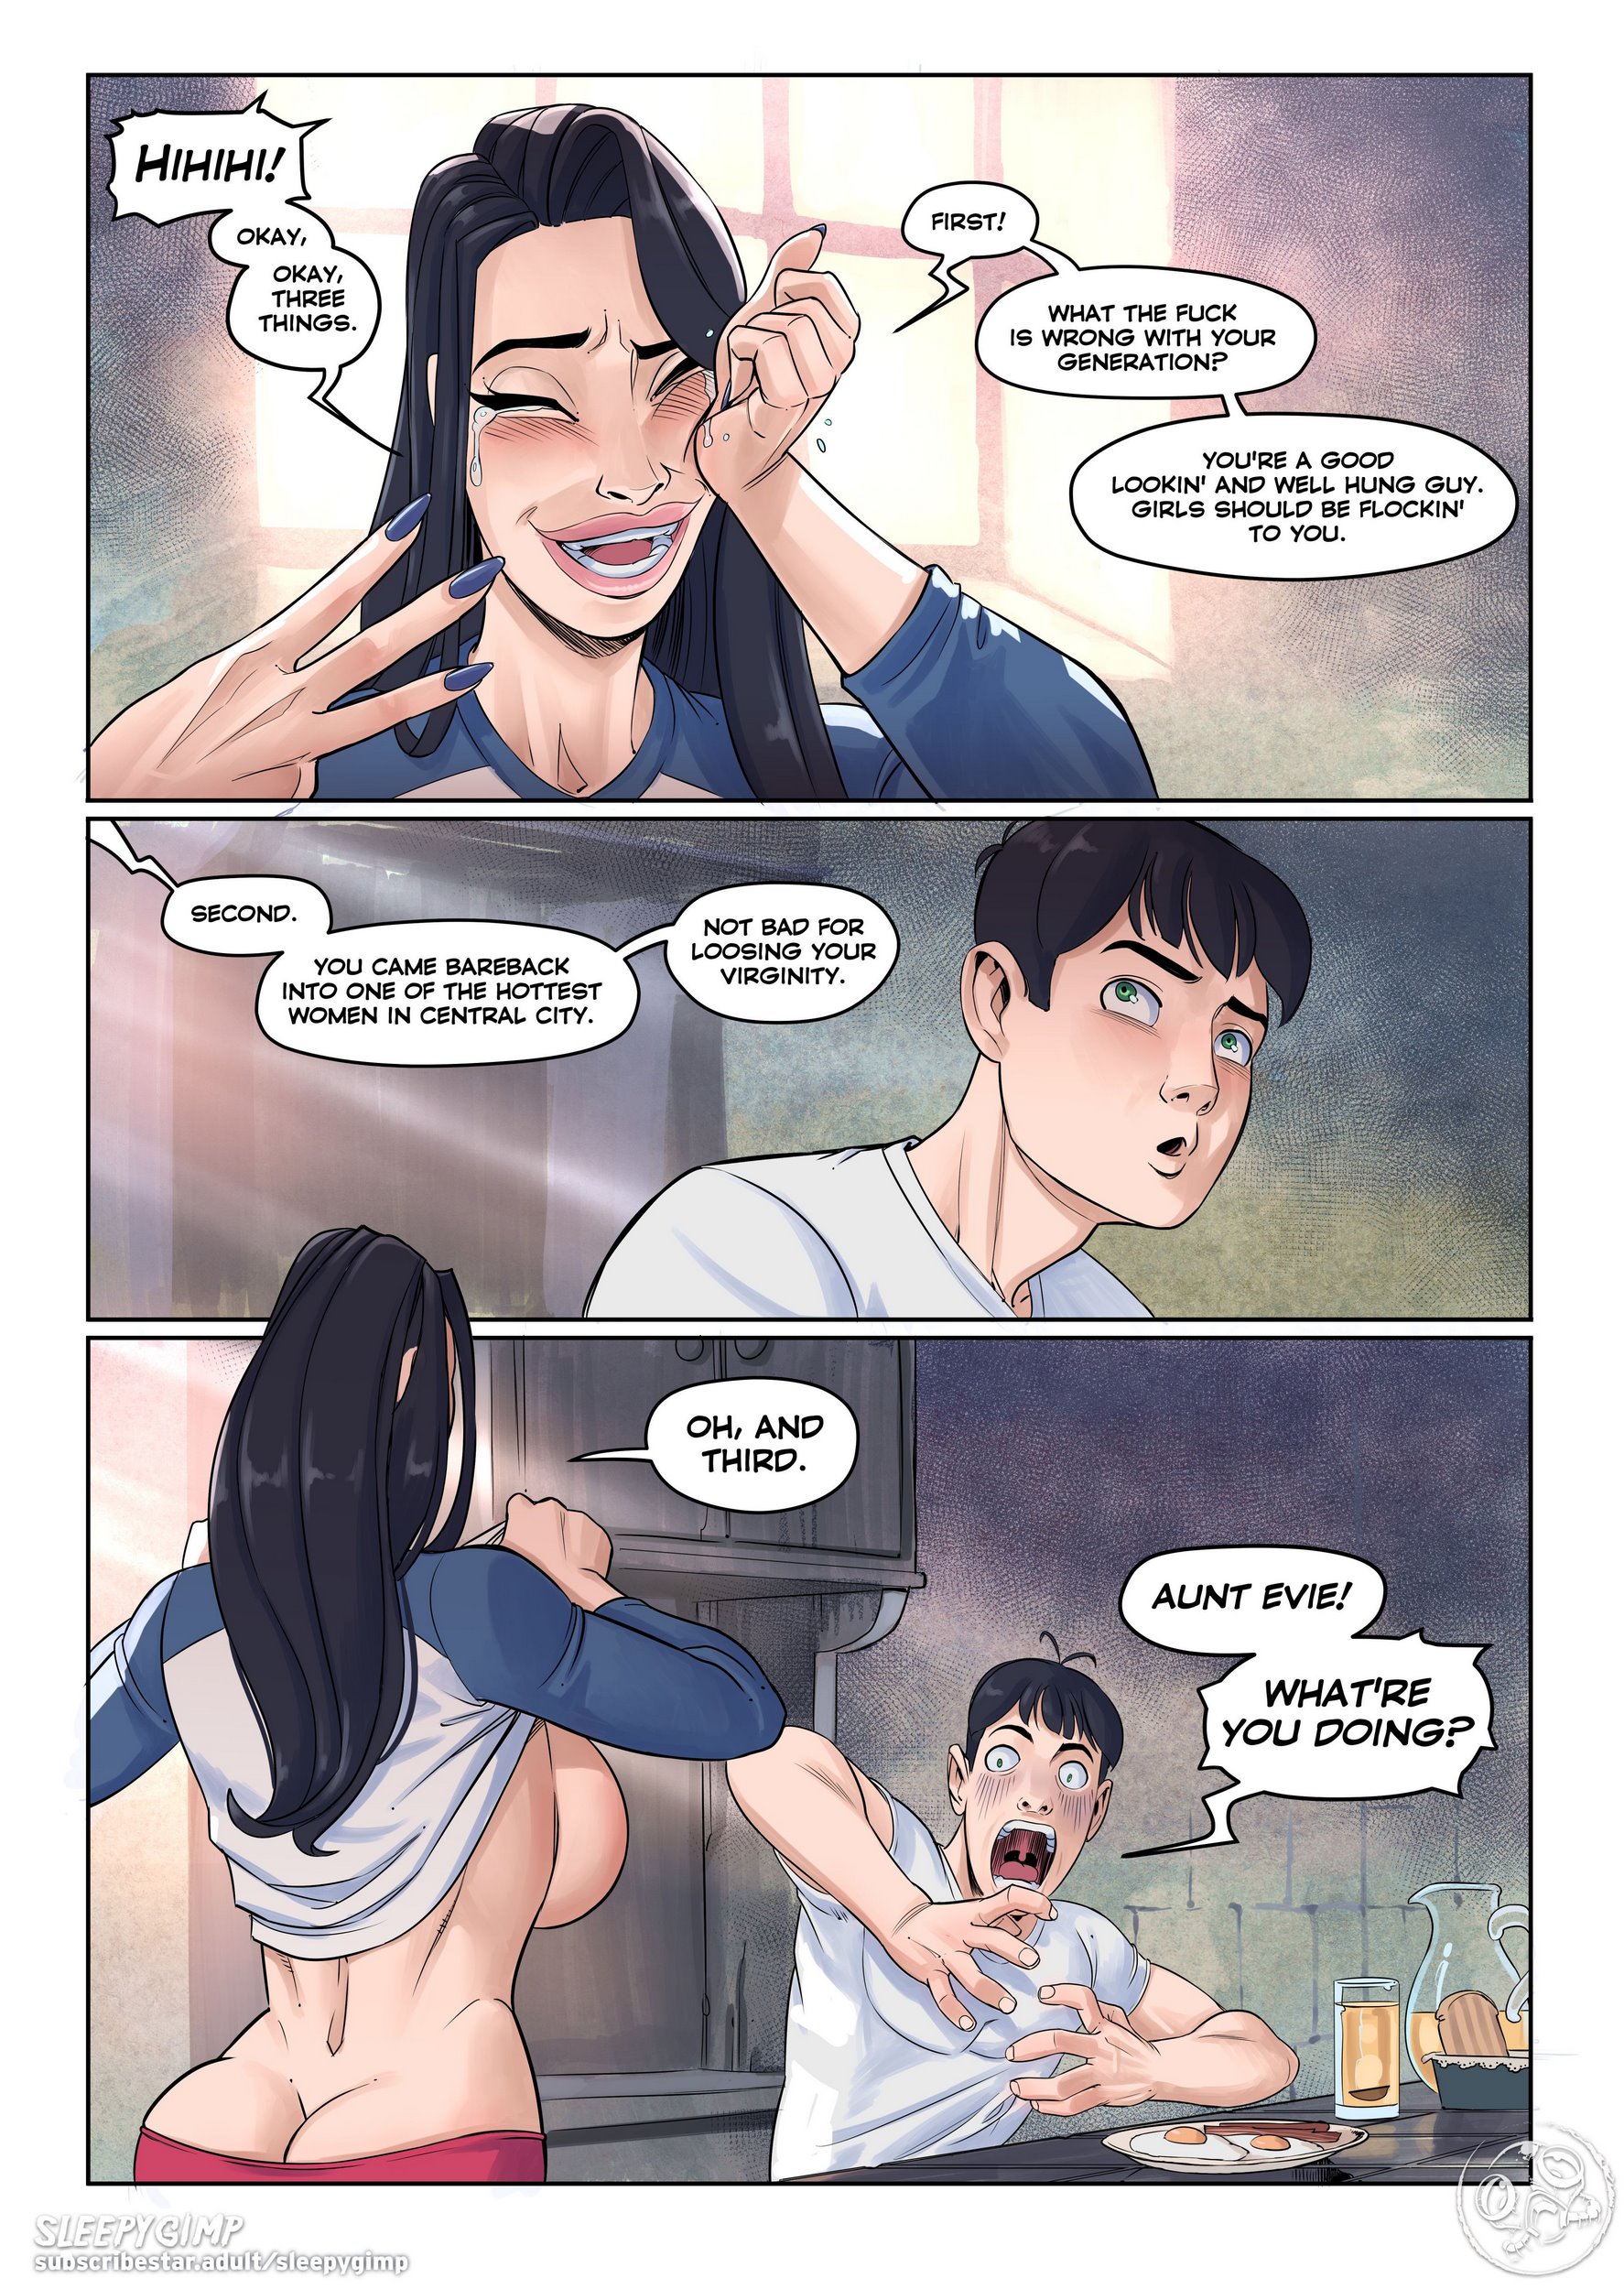 HIHIHI!
OKAY,
OKAY,
THREE
THINGS.
FIRST!
WHAT THE FUCK
IS WRONG WITH YOUR
GENERATION?
YOU'RE A GOOD
LOOKIN' AND WELL HUNG GUY.
GIRLS SHOULD BE FLOCKIN'
TO YOU.
SECOND.
YOU CAME BAREBACK
INTO ONE OF THE HOTTEST
WOMEN IN CENTRAL CITY.
NOT BAD FOR
LOOSING YOUR
VIRGINITY.
OH, AND
THIRD.
AUNT EVIE!
WHAT'RE
YOU DOING?
SLEEPYGIMP
subscribestar.adult/sleepygimp